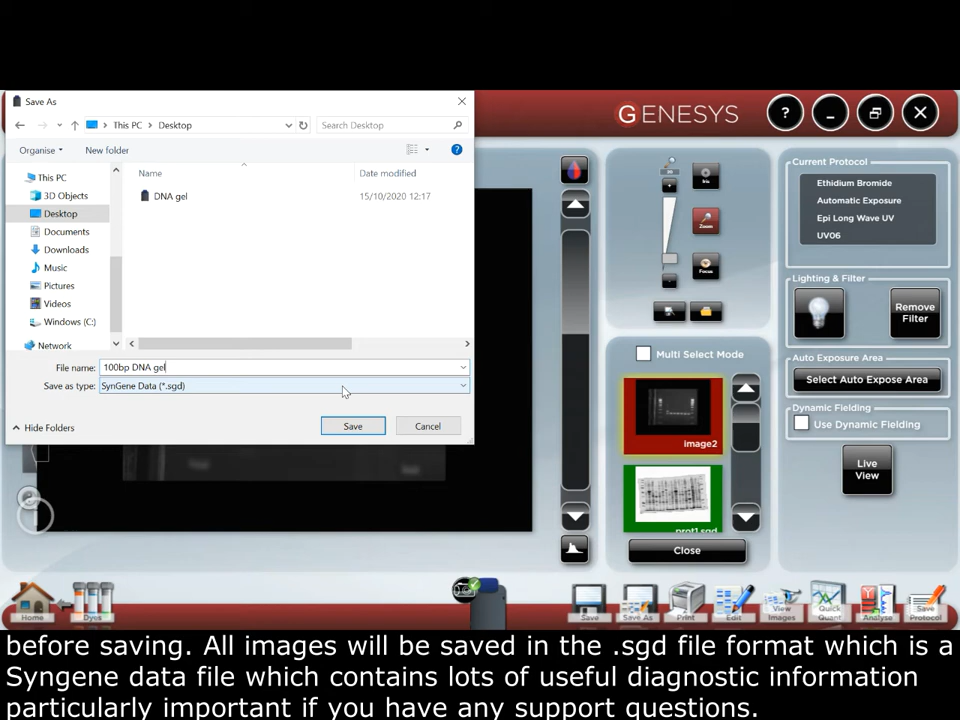 Save As
This PC > Desktop
Search Desktop
Organise
New folder
?
This PC
3D Objects
Desktop
Documents
Downloads
Music
Pictures
Videos
Windows (C:)
Network
Name
Date modified
DNA gel
15/10/2020 12:17
File name:
100bp DNA gel
Save as type:
SynGene Data (*.sgd)
Hide Folders
Save
Cancel
GENESYS
?
Iris
Zoom
Focus
Multi Select Mode
image2
prot1.sgd
Close
Current Protocol
Ethidium Bromide
Automatic Exposure
Epi Long Wave UV
UV06
Lighting & Filter
Remove
Filter
Auto Exposure Area
Select Auto Expose Area
Dynamic Fielding
Use Dynamic Fielding
Live
View
Home
Dyes
Save
Save As
Print
Edit
View
Images
Quick
Quant
Analyse
Save
Protocol
before saving. All images will be saved in the .sgd file format which is a
Syngene data file which contains lots of useful diagnostic information
particularly important if you have any support questions.